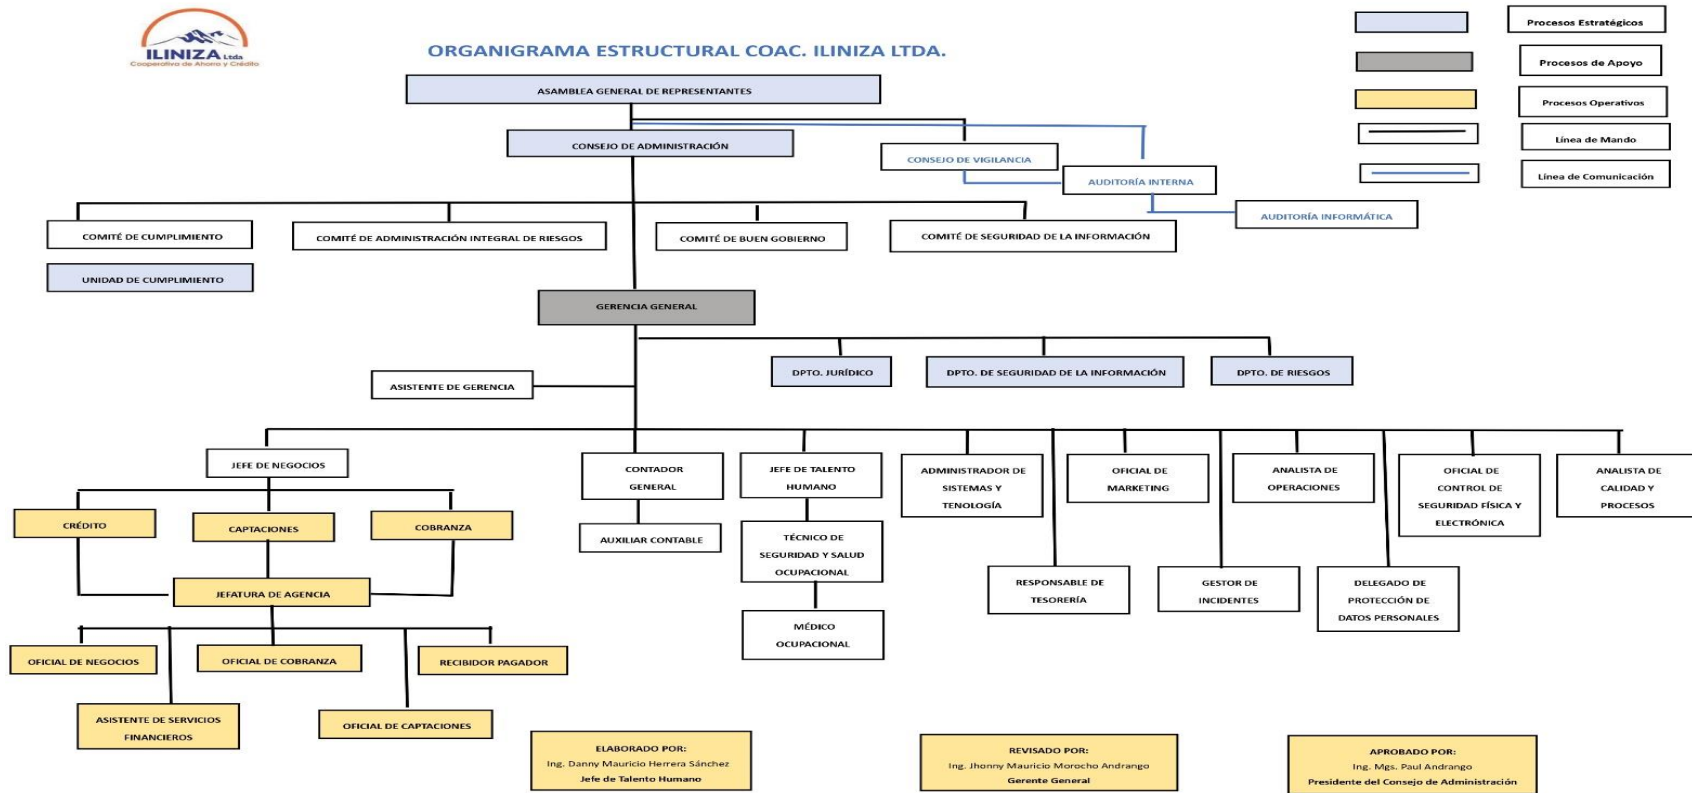 ILINIZA Ltda
Cooperativa de Ahorro y Crédito
ORGANIGRAMA ESTRUCTURAL COAC. ILINIZA LTDA.
Procesos Estratégicos
Procesos de Apoyo
Procesos Operativos
Línea de Mando
Línea de Comunicación
ASAMBLEA GENERAL DE REPRESENTANTES
CONSEJO DE ADMINISTRACIÓN
CONSEJO DE VIGILANCIA
AUDITORÍA INTERNA
AUDITORÍA INFORMÁTICA
COMITÉ DE CUMPLIMIENTO
COMITÉ DE ADMINISTRACIÓN INTEGRAL DE RIESGOS
COMITÉ DE BUEN GOBIERNO
COMITÉ DE SEGURIDAD DE LA INFORMACIÓN
UNIDAD DE CUMPLIMIENTO
GERENCIA GENERAL
DPTO. JURÍDICO
DPTO. DE SEGURIDAD DE LA INFORMACIÓN
DPTO. DE RIESGOS
ASISTENTE DE GERENCIA
JEFE DE NEGOCIOS
CONTADOR
GENERAL
JEFE DE TALENTO
HUMANO
ADMINISTRADOR DE
SISTEMAS Y
TENOLOGÍA
OFICIAL DE
MARKETING
ANALISTA DE
OPERACIONES
OFICIAL DE
CONTROL DE
SEGURIDAD FÍSICA Y
ELECTRÓNICA
ANALISTA DE
CALIDAD Y
PROCESOS
CRÉDITO
CAPTACIONES
COBRANZA
AUXILIAR CONTABLE
TÉCNICO DE
SEGURIDAD Y SALUD
OCUPACIONAL
RESPONSABLE DE
TESORERÍA
GESTOR DE
INCIDENTES
DELEGADO DE
PROTECCIÓN DE
DATOS PERSONALES
JEFATURA DE AGENCIA
MÉDICO
OCUPACIONAL
OFICIAL DE NEGOCIOS
OFICIAL DE COBRANZA
RECIBIDOR PAGADOR
ASISTENTE DE SERVICIOS
FINANCIEROS
OFICIAL DE CAPTACIONES
ELABORADO POR:
Ing. Danny Mauricio Herrera Sánchez
Jefe de Talento Humano
REVISADO POR:
Ing. Jhonny Mauricio Morocho Andrango
Gerente General
APROBADO POR:
Ing. Mgs. Paul Andrango
Presidente del Consejo de Administración